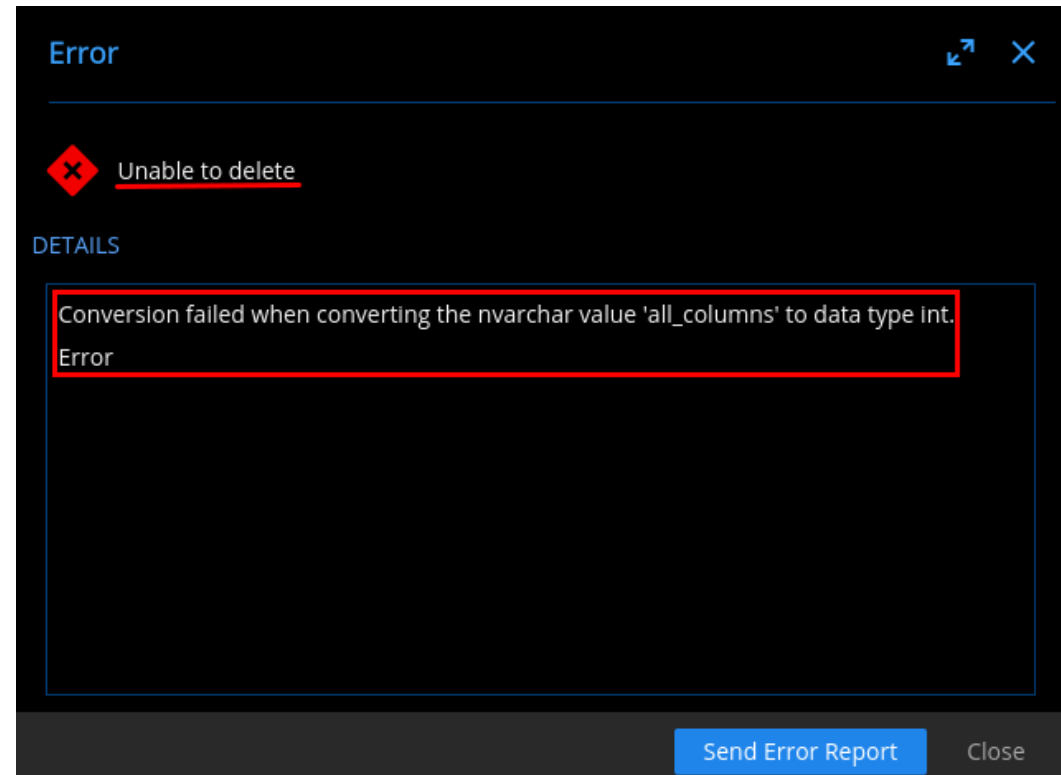 Error
Unable to delete
DETAILS
Conversion failed when converting the nvarchar value 'all_columns' to data type int.
Error
Send Error Report
Close